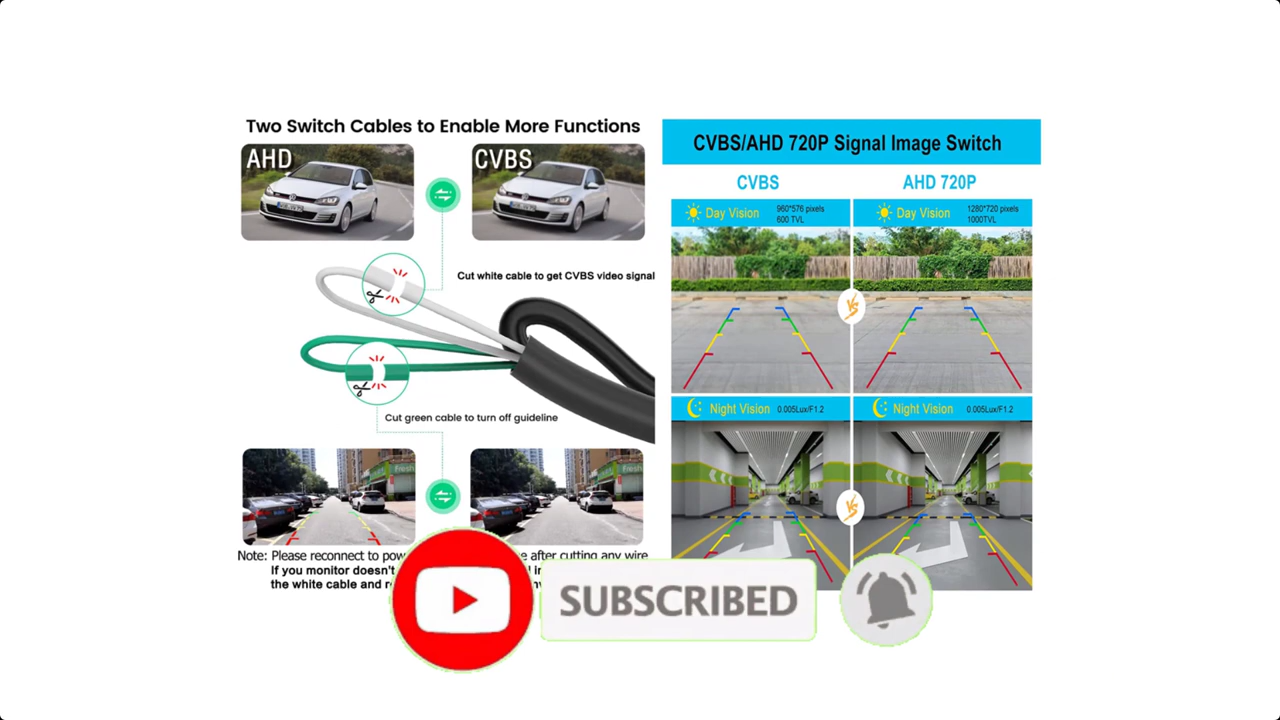 Two Switch Cables to Enable More Functions
AHD
CVBS
Cut white cable to get CVBS video signal
Cut green cable to turn off guideline
Fresh
Note: Please reconnect to
after cutting any wire
If you monitor doesn't
the white cable and
CVBS/AHD 720P Signal Image Switch
CVBS
AHD 720P
Day Vision
960*576 pixels
600 TVL
Day Vision
1280*720 pixels
1000TVL
VS
Night Vision
0.005Lux/F1.2
Night Vision
0.005Lux/F1.2
VS
SUBSCRIBED